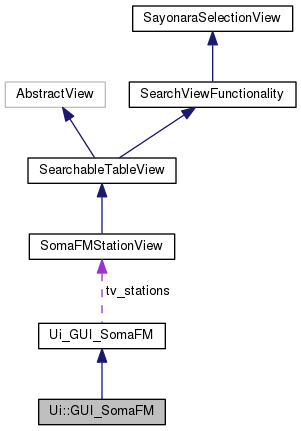 SayonaraSelectionView
AbstractView
SearchViewFunctionality
SearchableTableView
SomaFMStationView
tv_stations
Ui_GUI_SomaFM
Ui::GUI_SomaFM